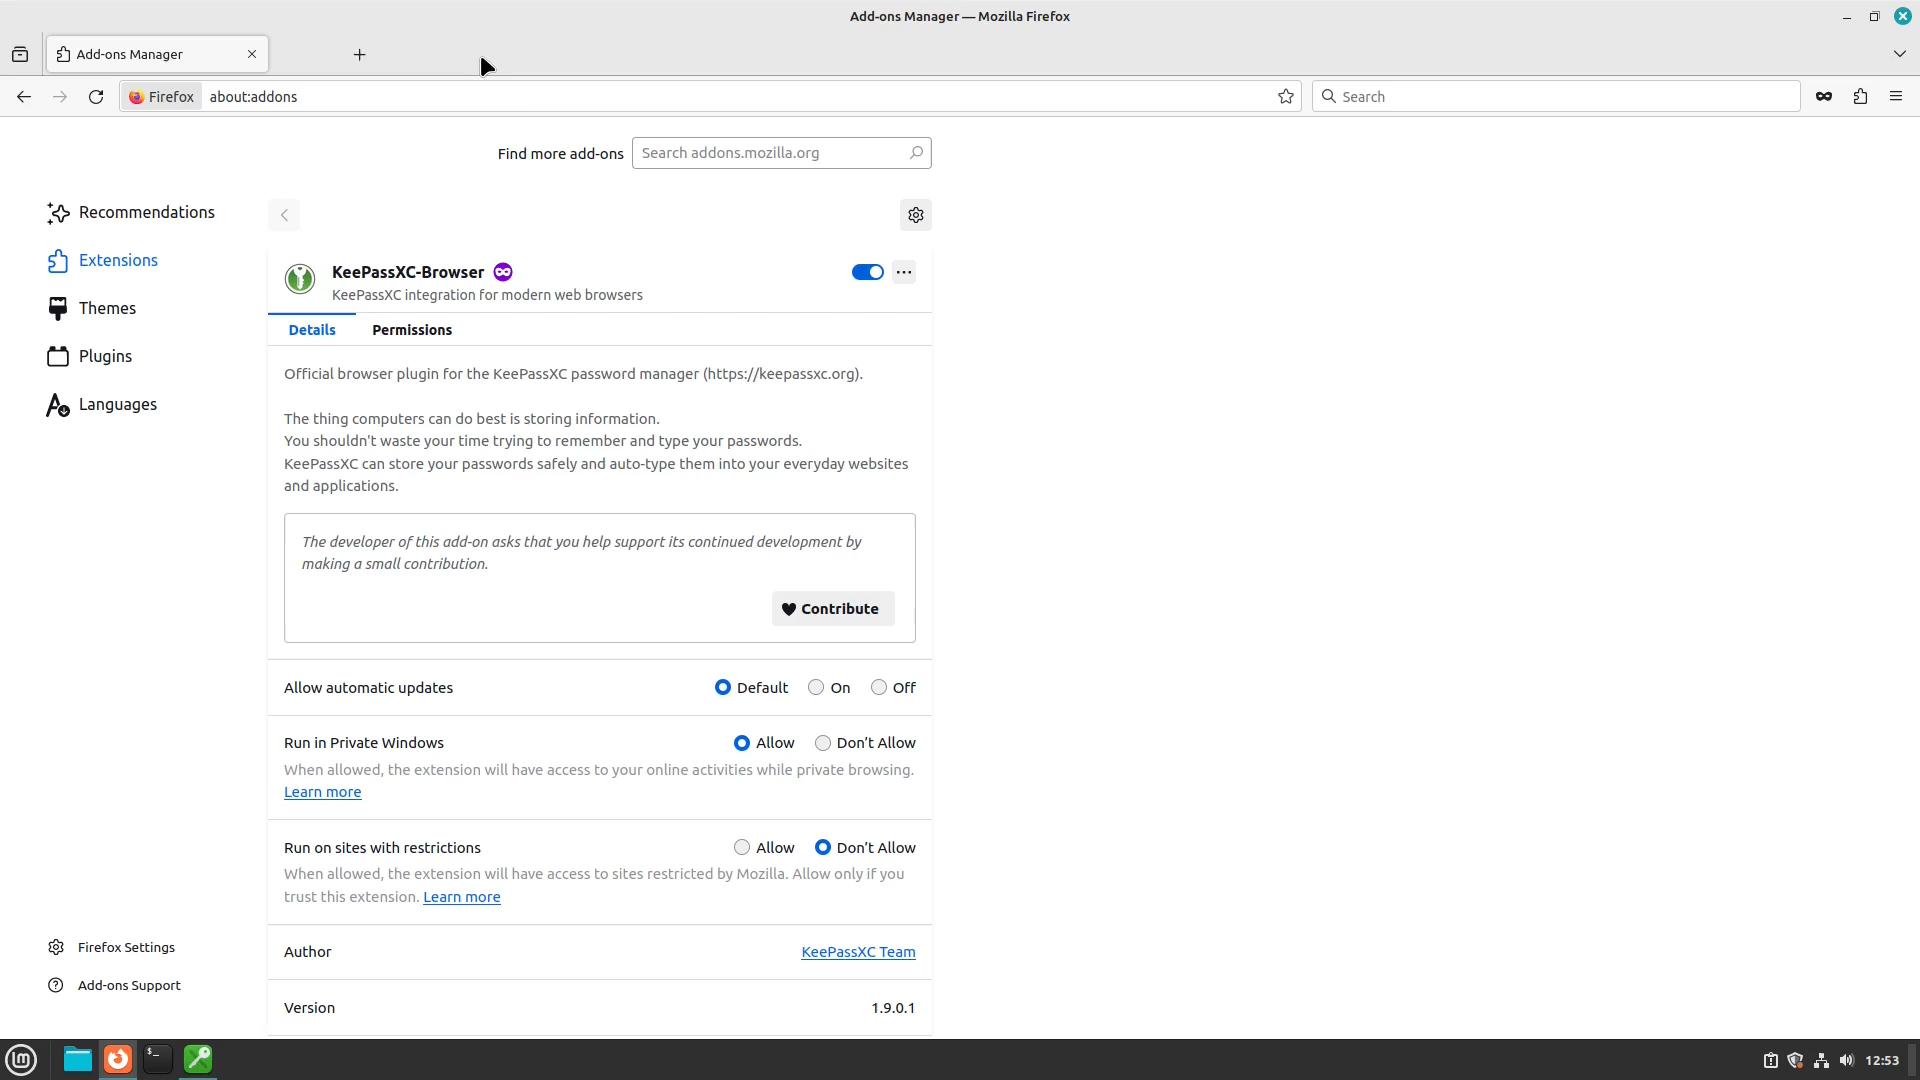 Add-ons Manager — Mozilla Firefox
Add-ons Manager
Firefox about:addons
Search
Find more add-ons Search addons.mozilla.org
Recommendations
Extensions
Themes
Plugins
Languages
Firefox Settings
Add-ons Support
KeePassXC-Browser
KeePassXC integration for modern web browsers
Details Permissions
Official browser plugin for the KeePassXC password manager (https://keepassxc.org).
The thing computers can do best is storing information.
You shouldn't waste your time trying to remember and type your passwords.
KeePassXC can store your passwords safely and auto-type them into your everyday websites
and applications.
The developer of this add-on asks that you help support its continued development by
making a small contribution.
Contribute
Allow automatic updates Default On Off
Run in Private Windows Allow Don't Allow
When allowed, the extension will have access to your online activities while private browsing.
Learn more
Run on sites with restrictions Allow Don't Allow
When allowed, the extension will have access to sites restricted by Mozilla. Allow only if you
trust this extension. Learn more
Author KeePassXC Team
Version 1.9.0.1
12:53